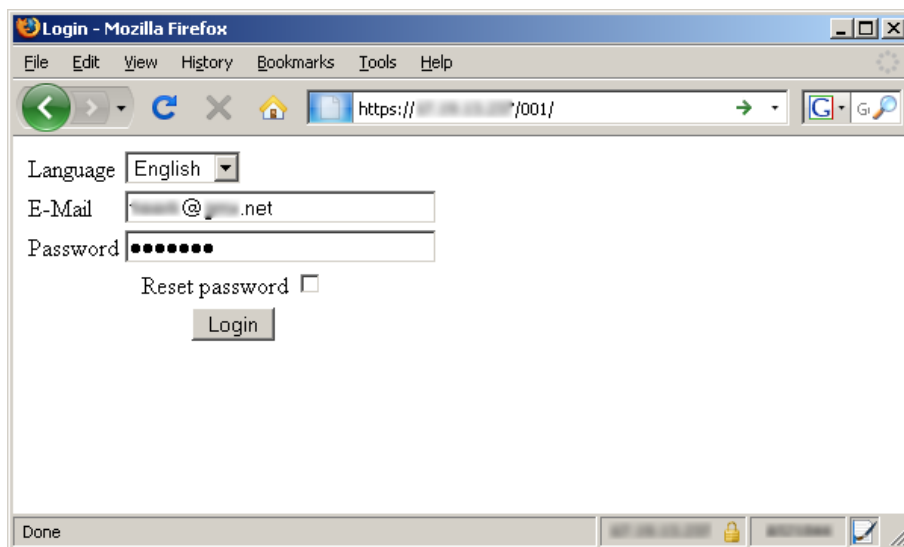 Login - Mozilla Firefox
File Edit View History Bookmarks Tools Help
https:// /001/
G
Language English
E-Mail @ .net
Password
Reset password
Login
Done